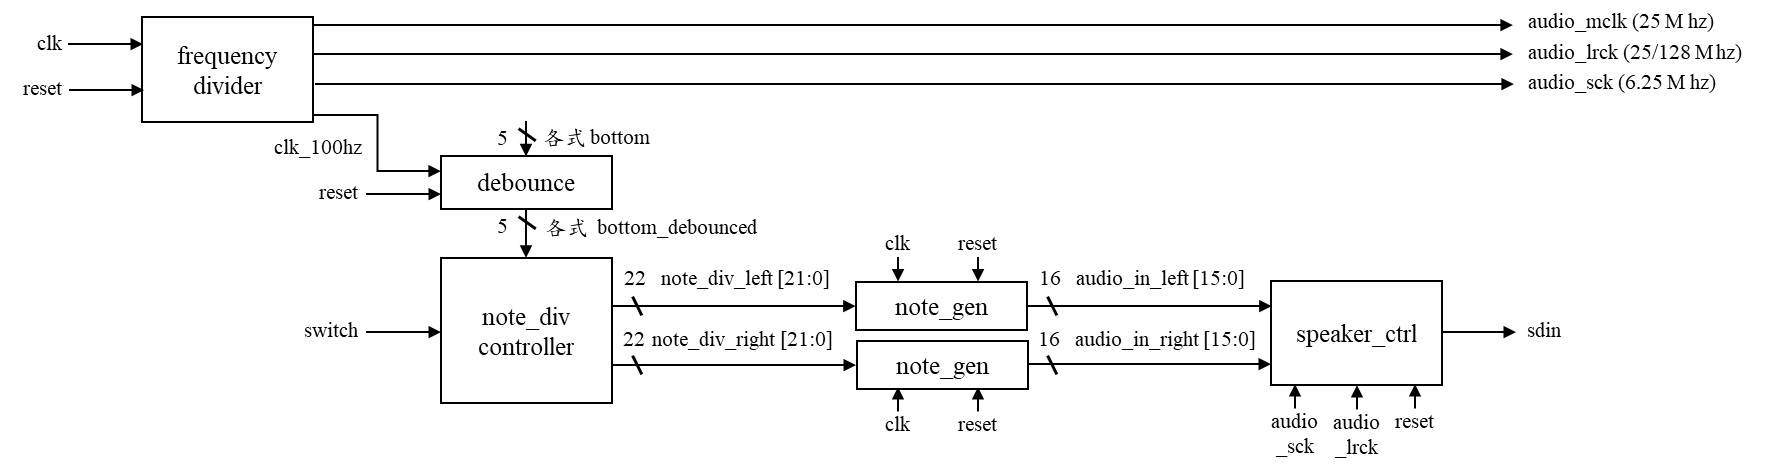 audio_mclk (25 M hz)
clk
frequency
divider
audio_lrck (25/128 Mhz)
reset
audio_sck (6.25 M hz)
clk_100hz
5 各式 bottom
reset
debounce
5 各式 bottom_debounced
clk reset
22 note_div_left [21:0]
16 audio_in_left [15:0]
note_gen
switch
note_div
controller
speaker_ctrl
sdin
22 note_div_right [21:0]
16 audio_in_right [15:0]
note_gen
clk reset
audio
_sck
audio
_lrck
reset